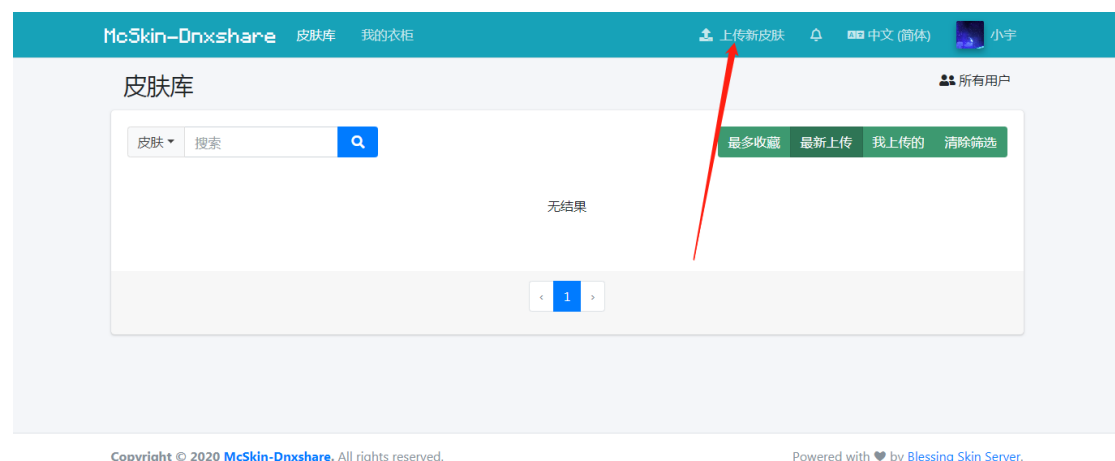 McSkin-Dnxshare 皮肤库 我的衣柜 上传新皮肤 中文 (简体) 小宇
皮肤库 所有用户
皮肤 搜索 最多收藏 最新上传 我上传的 清除筛选
无结果
‹ 1 ›
Copyright © 2020 McSkin-Dnxshare. All rights reserved. Powered with ❤ by Blessing Skin Server.